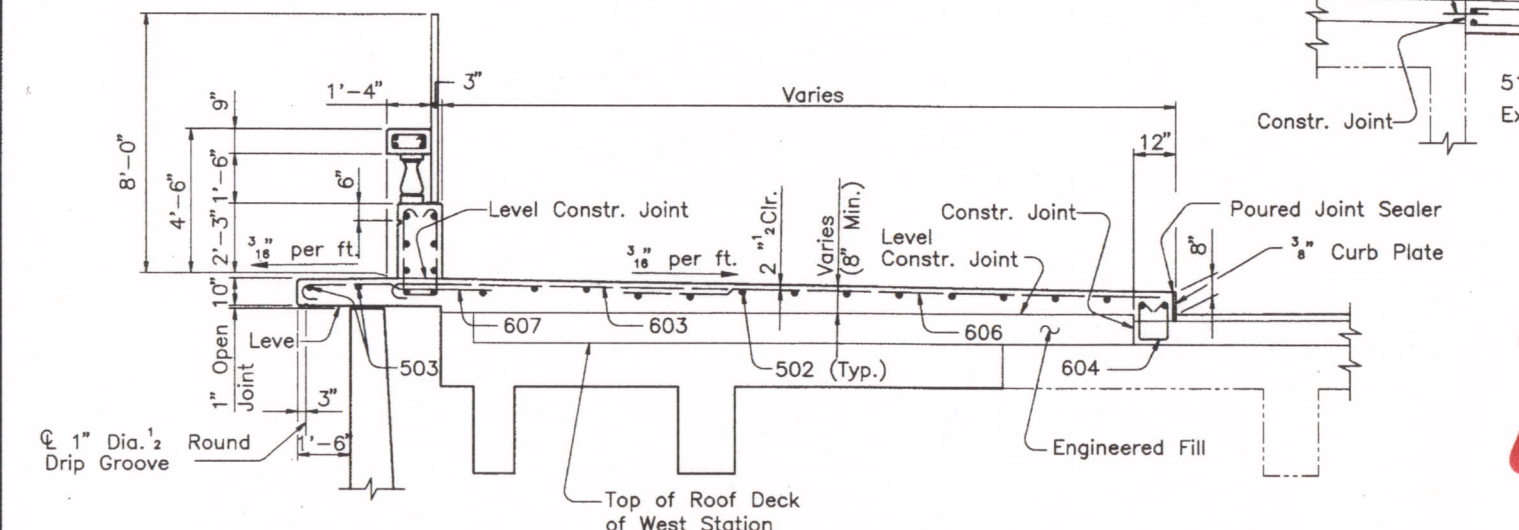 8'-0"
4'-6"
9"
1'-6"
2'-3"
6"
1'-4"
3"
Varies
12"
Constr. Joint
5'
Ex
3/16" per ft.
Level Constr. Joint
3/16" per ft.
2 1/2" Clr.
Varies
(8" Min.)
Constr. Joint
Level
Constr. Joint
Poured Joint Sealer
3/8" Curb Plate
8"
10"
1" Open
Joint
Level
503
607
603
502 (Typ.)
606
604
3"
1'-6"
℄ 1" Dia. 1/2 Round
Drip Groove
Engineered Fill
Top of Roof Deck
of West Station